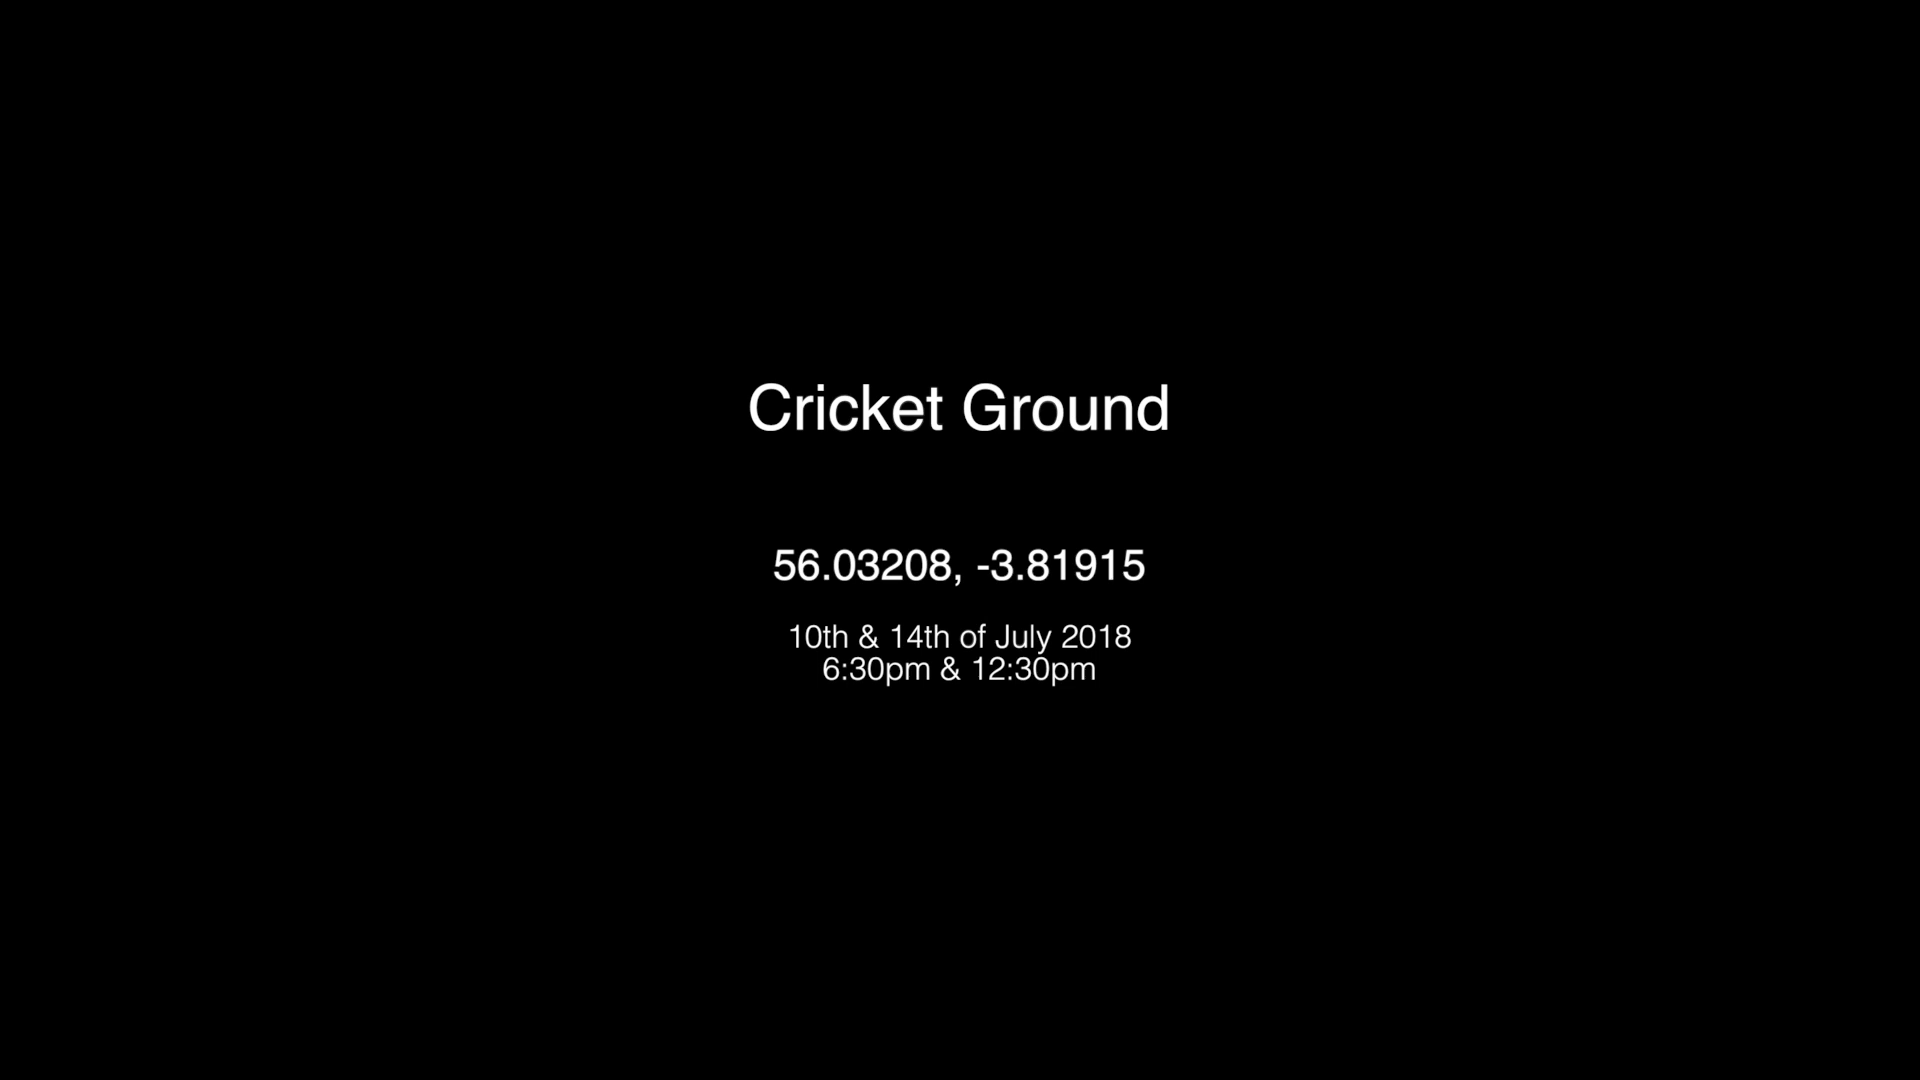 Cricket Ground
56.03208, -3.81915
10th & 14th of July 2018
6:30pm & 12:30pm